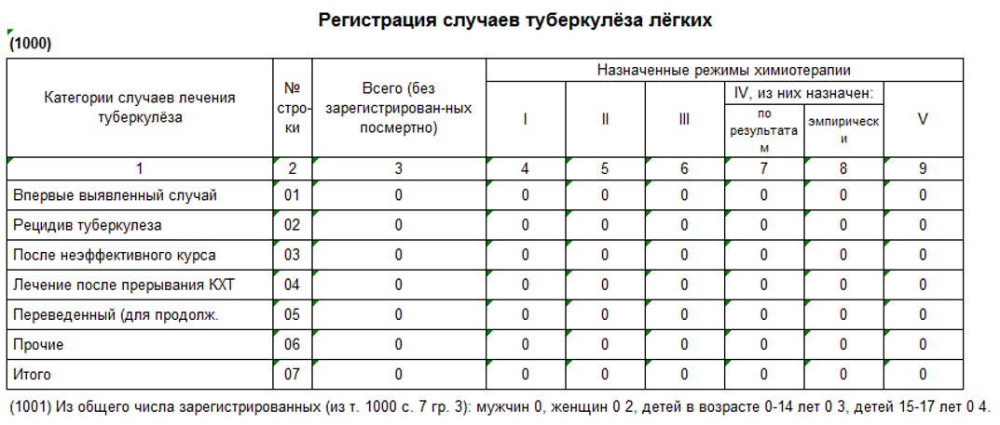 Регистрация случаев туберкулёза лёгких
(1000)
Категории случаев лечения туберкулёза
№ стро-ки
Всего (без зарегистрирован-ных посмертно)
Назначенные режимы химиотерапии
I
II
III
IV, из них назначен:
по результатам
эмпирически
V
1 2 3 4 5 6 7 8 9
Впервые выявленный случай 01 0 0 0 0 0 0 0
Рецидив туберкулеза 02 0 0 0 0 0 0 0
После неэффективного курса 03 0 0 0 0 0 0 0
Лечение после прерывания КХТ 04 0 0 0 0 0 0 0
Переведенный (для продолж. 05 0 0 0 0 0 0 0
Прочие 06 0 0 0 0 0 0 0
Итого 07 0 0 0 0 0 0 0
(1001) Из общего числа зарегистрированных (из т. 1000 с. 7 гр. 3): мужчин 0, женщин 0 2, детей в возрасте 0-14 лет 0 3, детей 15-17 лет 0 4.